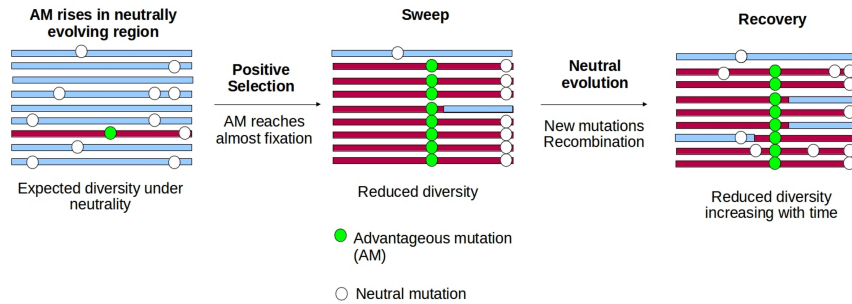 AM rises in neutrally
evolving region
Expected diversity under
neutrality
Positive
Selection
AM reaches
almost fixation
Sweep
Reduced diversity
Advantageous mutation
(AM)
Neutral mutation
Neutral
evolution
New mutations
Recombination
Recovery
Reduced diversity
increasing with time